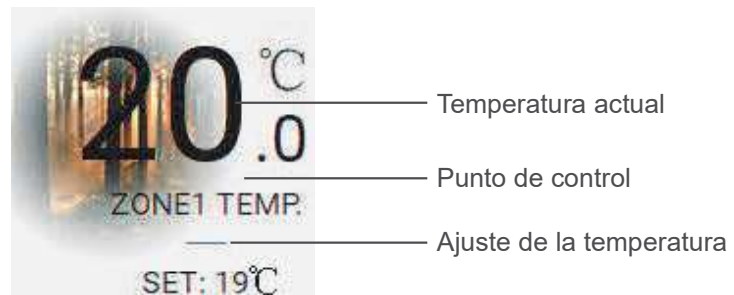 20.0 ℃
Temperatura actual
Punto de control
ZONE1 TEMP.
Ajuste de la temperatura
SET: 19℃